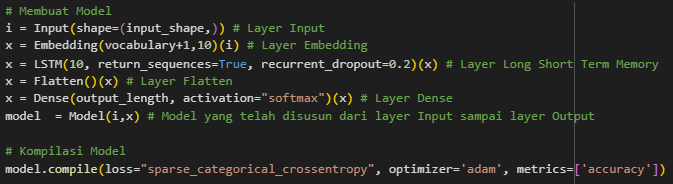 # Membuat Model
i = Input(shape=(input_shape,)) # Layer Input
x = Embedding(vocabulary+1,10)(i) # Layer Embedding
x = LSTM(10, return_sequences=True, recurrent_dropout=0.2)(x) # Layer Long Short Term Memory
x = Flatten()(x) # Layer Flatten
x = Dense(output_length, activation="softmax")(x) # Layer Dense
model  = Model(i,x) # Model yang telah disusun dari layer Input sampai layer Output
# Kompilasi Model
model.compile(loss="sparse_categorical_crossentropy", optimizer='adam', metrics=['accuracy'])